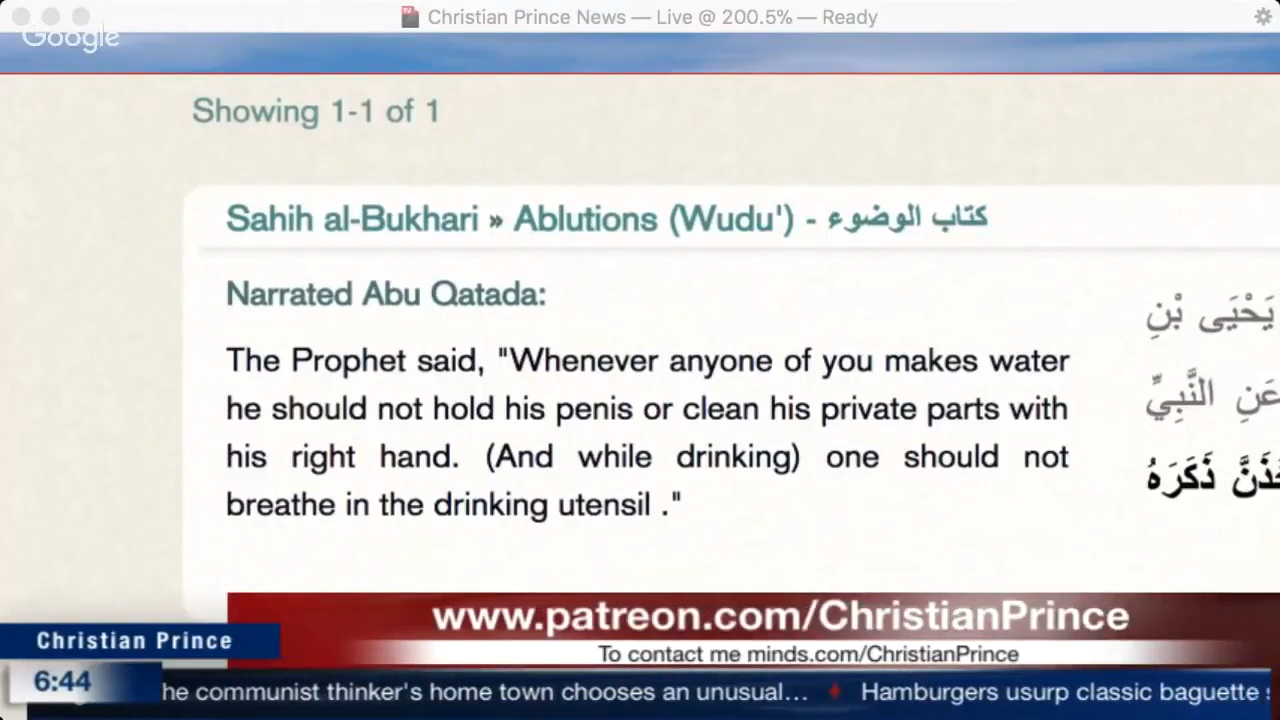 Christian Prince News — Live @ 200.5% — Ready
Google
Showing 1-1 of 1
Sahih al-Bukhari » Ablutions (Wudu') - كتاب الوضوء
Narrated Abu Qatada:
The Prophet said, "Whenever anyone of you makes water
he should not hold his penis or clean his private parts with
his right hand. (And while drinking) one should not
breathe in the drinking utensil ."
يَحْيَى بْنِ
عَنِ النَّبِيِّ
ذَكَرَهُ
www.patreon.com/ChristianPrince
To contact me minds.com/ChristianPrince
Christian Prince
6:44
he communist thinker's home town chooses an unusual... ♦ Hamburgers usurp classic baguette